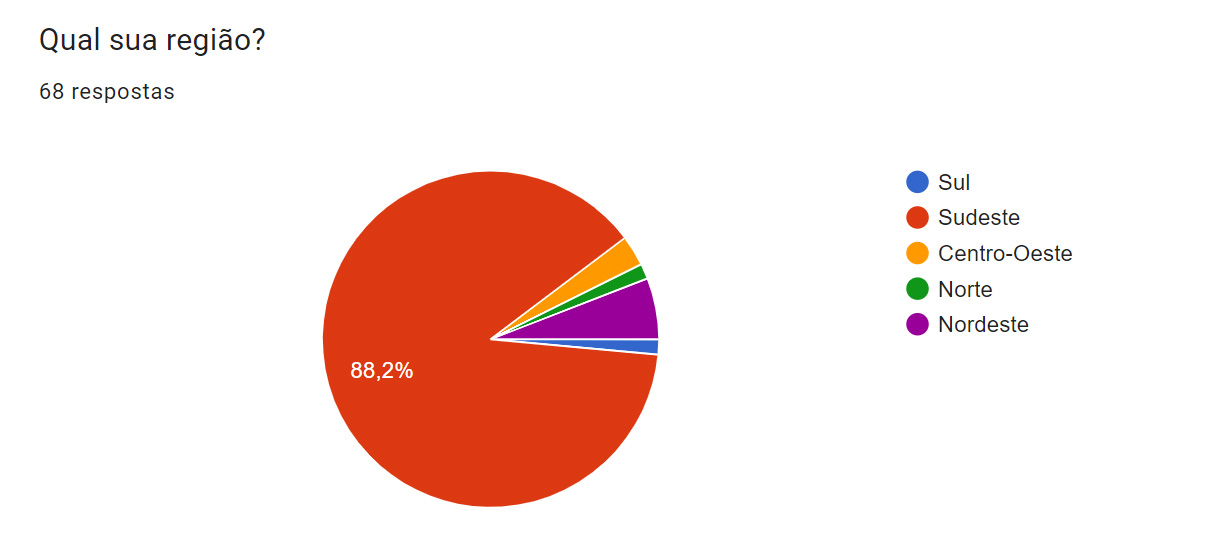 Qual sua região?
68 respostas
88,2%
Sul
Sudeste
Centro-Oeste
Norte
Nordeste